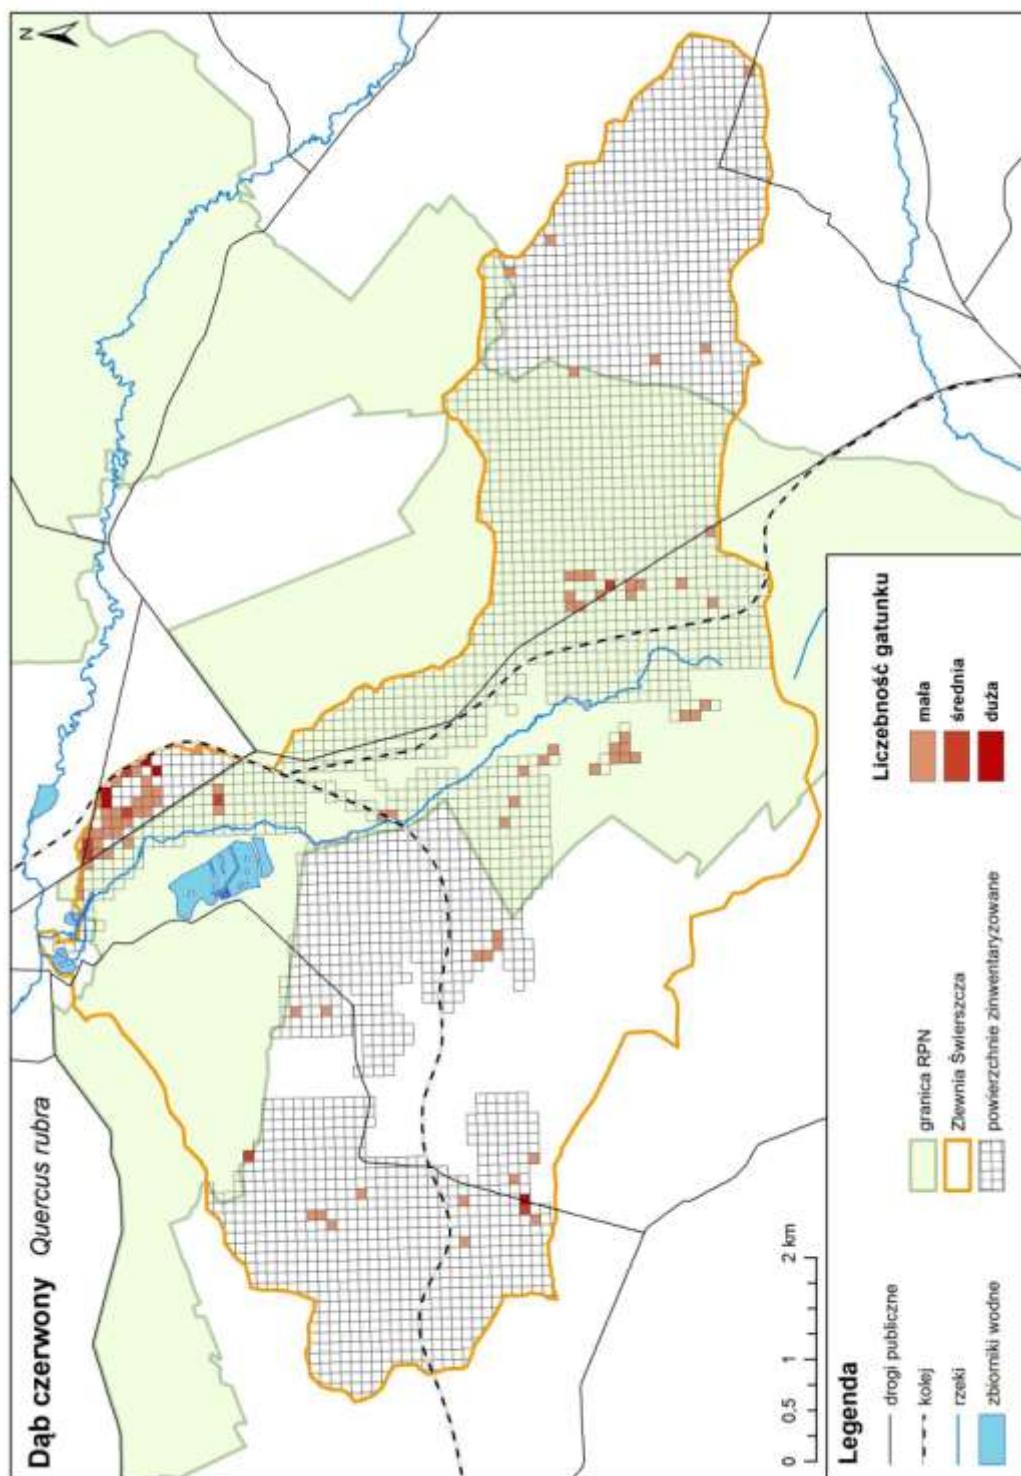 Dąb czerwony Quercus rubra
N
0 0,5 1 2 km
Legenda
drogi publiczne
kolej
rzeki
zbiorniki wodne
granica RPN
Zlewnia Świerszcza
powierzchnie zinwentaryzowane
Liczebność gatunku
mała
średnia
duża